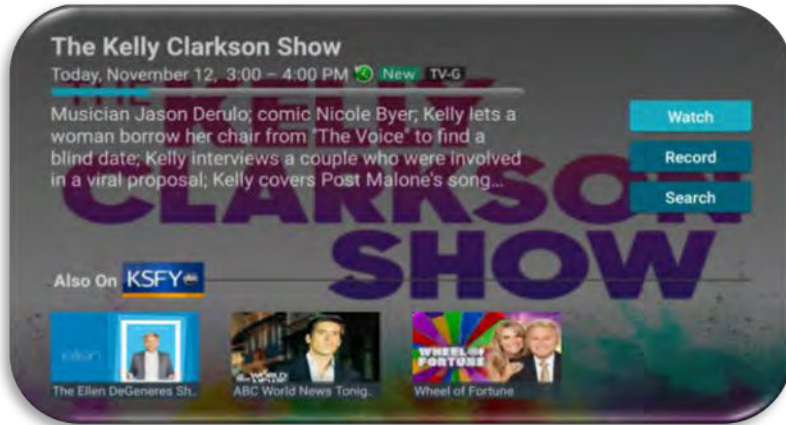 The Kelly Clarkson Show
Today, November 12, 3:00 – 4:00 PM New TV-G
Musician Jason Derulo; comic Nicole Byer; Kelly lets a
woman borrow her chair from "The Voice" to find a
blind date; Kelly interviews a couple who were involved
in a viral proposal; Kelly covers Post Malone's song...
Watch
Record
Search
THE
KELLY
CLARKSON
SHOW
Also On KSFY
ellen
WORLD
NEWS
WHEEL OF
FORTUNE
The Ellen DeGeneres Sh..
ABC World News Tonig..
Wheel of Fortune